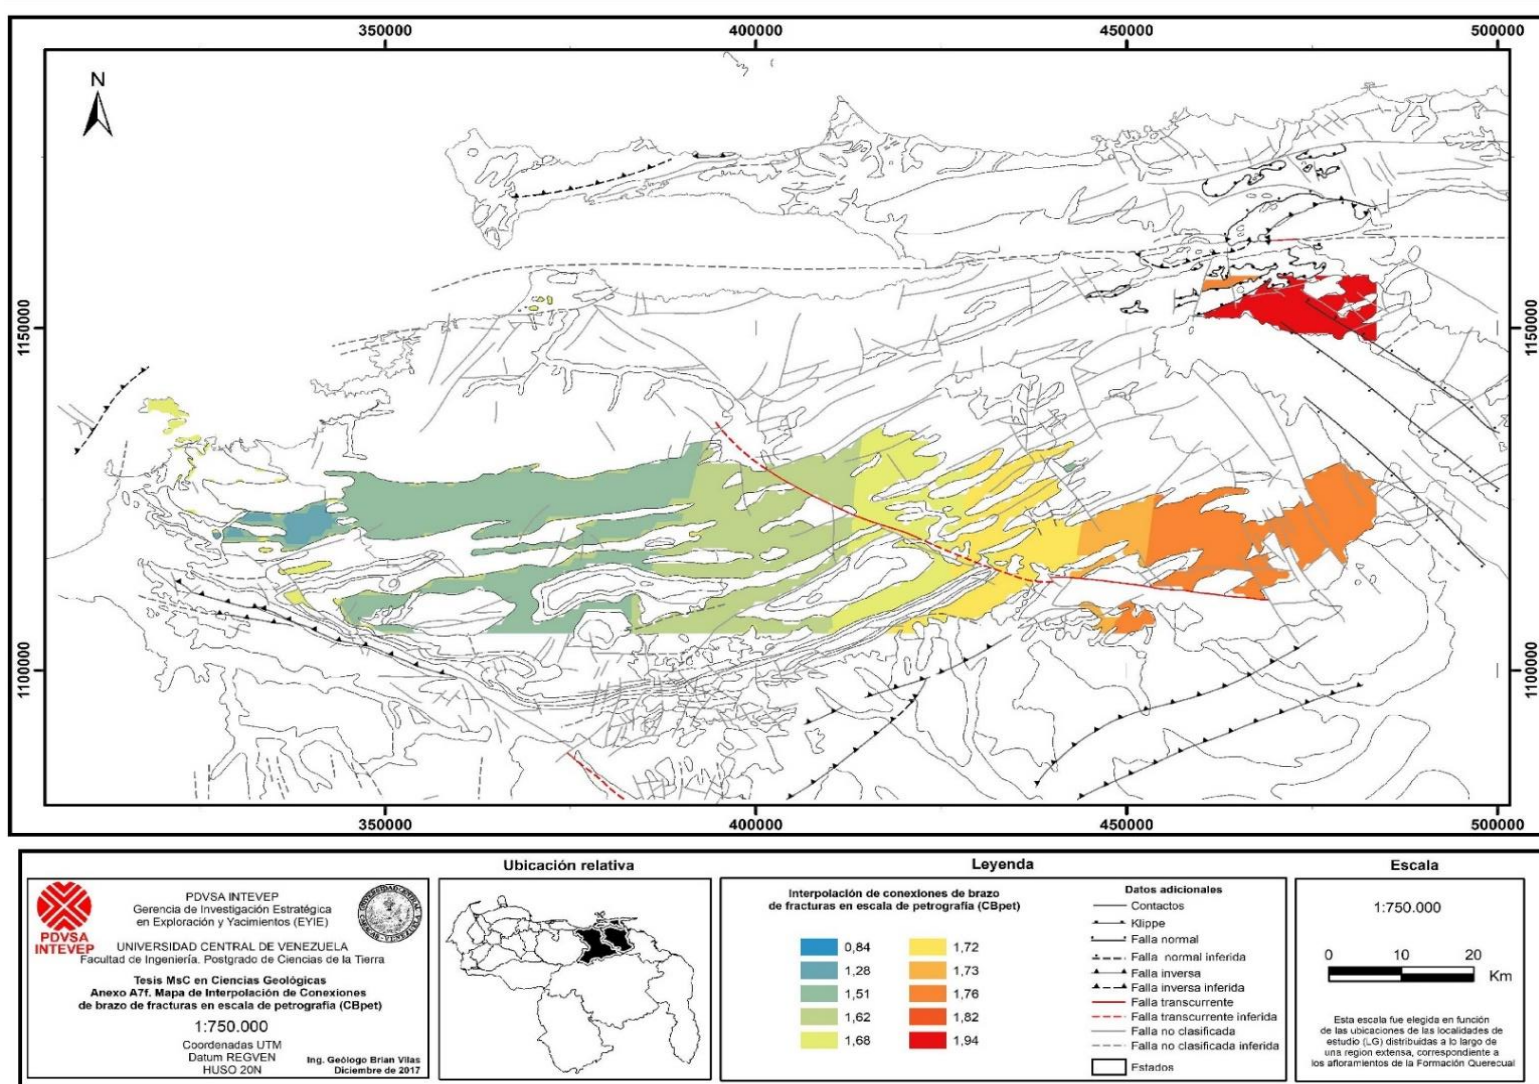 350000 400000 450000 500000
N
1150000 1150000
1100000 1100000
350000 400000 450000 500000
PDVSA
INTEVEP
PDVSA INTEVEP
Gerencia de Investigación Estratégica
en Exploración y Yacimientos (EYIE)
UNIVERSIDAD CENTRAL DE VENEZUELA
Facultad de Ingeniería. Postgrado de Ciencias de la Tierra
Tesis MsC en Ciencias Geológicas
Anexo A7f. Mapa de Interpolación de Conexiones
de brazo de fracturas en escala de petrografía (CBpet)
1:750.000
Coordenadas UTM
Datum REGVEN
HUSO 20N
Ing. Geólogo Brian Vilas
Diciembre de 2017
Ubicación relativa
Leyenda
Interpolación de conexiones de brazo
de fracturas en escala de petrografía (CBpet)
0,84
1,28
1,51
1,62
1,68
1,72
1,73
1,76
1,82
1,94
Datos adicionales
Contactos
Klippe
Falla normal
Falla normal inferida
Falla inversa
Falla inversa inferida
Falla transcurrente
Falla transcurrente inferida
Falla no clasificada
Falla no clasificada inferida
Estados
Escala
1:750.000
0 10 20
Km
Esta escala fue elegida en función
de las ubicaciones de las localidades de
estudio (LG) distribuidas a lo largo de
una region extensa, correspondiente a
los afloramientos de la Formación Querecual